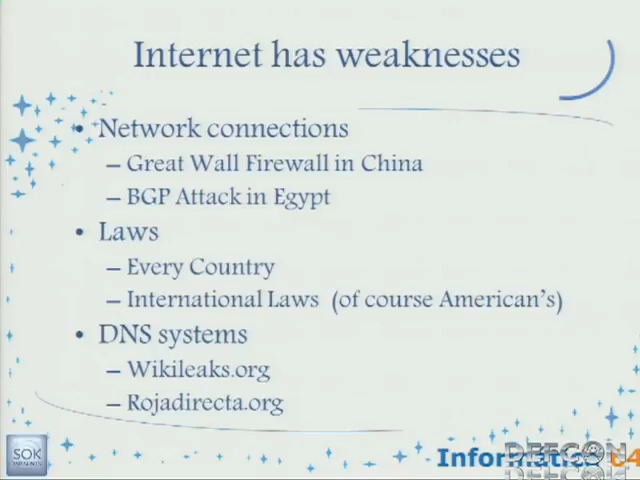 Internet has weaknesses
• Network connections
– Great Wall Firewall in China
– BGP Attack in Egypt
• Laws
– Every Country
– International Laws (of course American's)
• DNS systems
– Wikileaks.org
– Rojadirecta.org
SOK
DEFCON